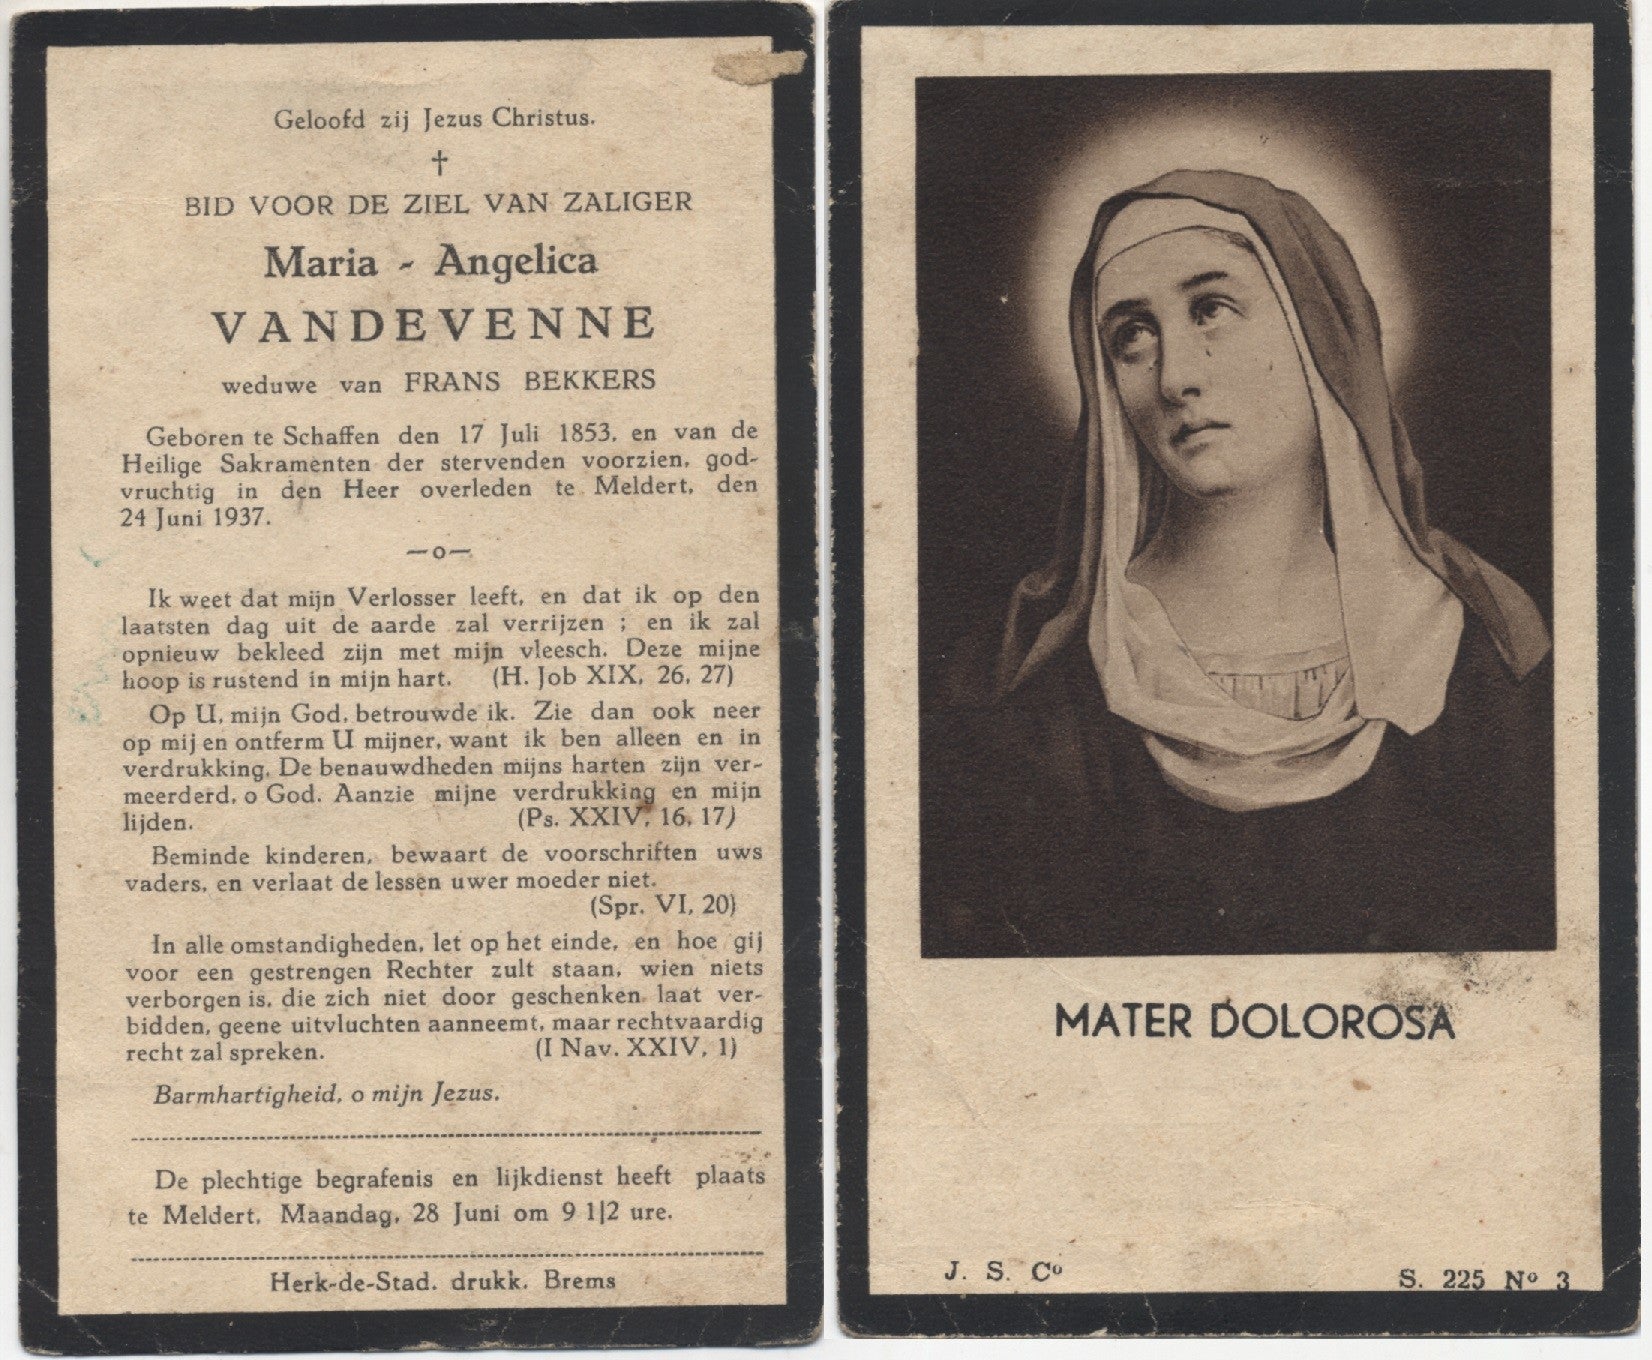 Geloofd zij Jezus Christus.
†
BID VOOR DE ZIEL VAN ZALIGER
Maria - Angelica
VANDEVENNE
weduwe van FRANS BEKKERS
Geboren te Schaffen den 17 Juli 1853, en van de
Heilige Sakramenten der stervenden voorzien, god-
vruchtig in den Heer overleden te Meldert, den
24 Juni 1937.
—o—
Ik weet dat mijn Verlosser leeft, en dat ik op den
laatsten dag uit de aarde zal verrijzen ; en ik zal
opnieuw bekleed zijn met mijn vleesch. Deze mijne
hoop is rustend in mijn hart. (H. Job XIX, 26, 27)
Op U, mijn God, betrouwde ik. Zie dan ook neer
op mij en ontferm U mijner, want ik ben alleen en in
verdrukking. De benauwdheden mijns harten zijn ver-
meerderd, o God. Aanzie mijne verdrukking en mijn
lijden. (Ps. XXIV, 16, 17)
Beminde kinderen, bewaart de voorschriften uws
vaders, en verlaat de lessen uwer moeder niet.
(Spr. VI, 20)
In alle omstandigheden, let op het einde, en hoe gij
voor een gestrengen Rechter zult staan, wien niets
verborgen is, die zich niet door geschenken laat ver-
bidden, geene uitvluchten aanneemt, maar rechtvaardig
recht zal spreken. (I Nav. XXIV, 1)
Barmhartigheid, o mijn Jezus.
De plechtige begrafenis en lijkdienst heeft plaats
te Meldert, Maandag, 28 Juni om 9 1|2 ure.
Herk-de-Stad. drukk. Brems
MATER DOLOROSA
J. S. Cº
S. 225 Nº 3